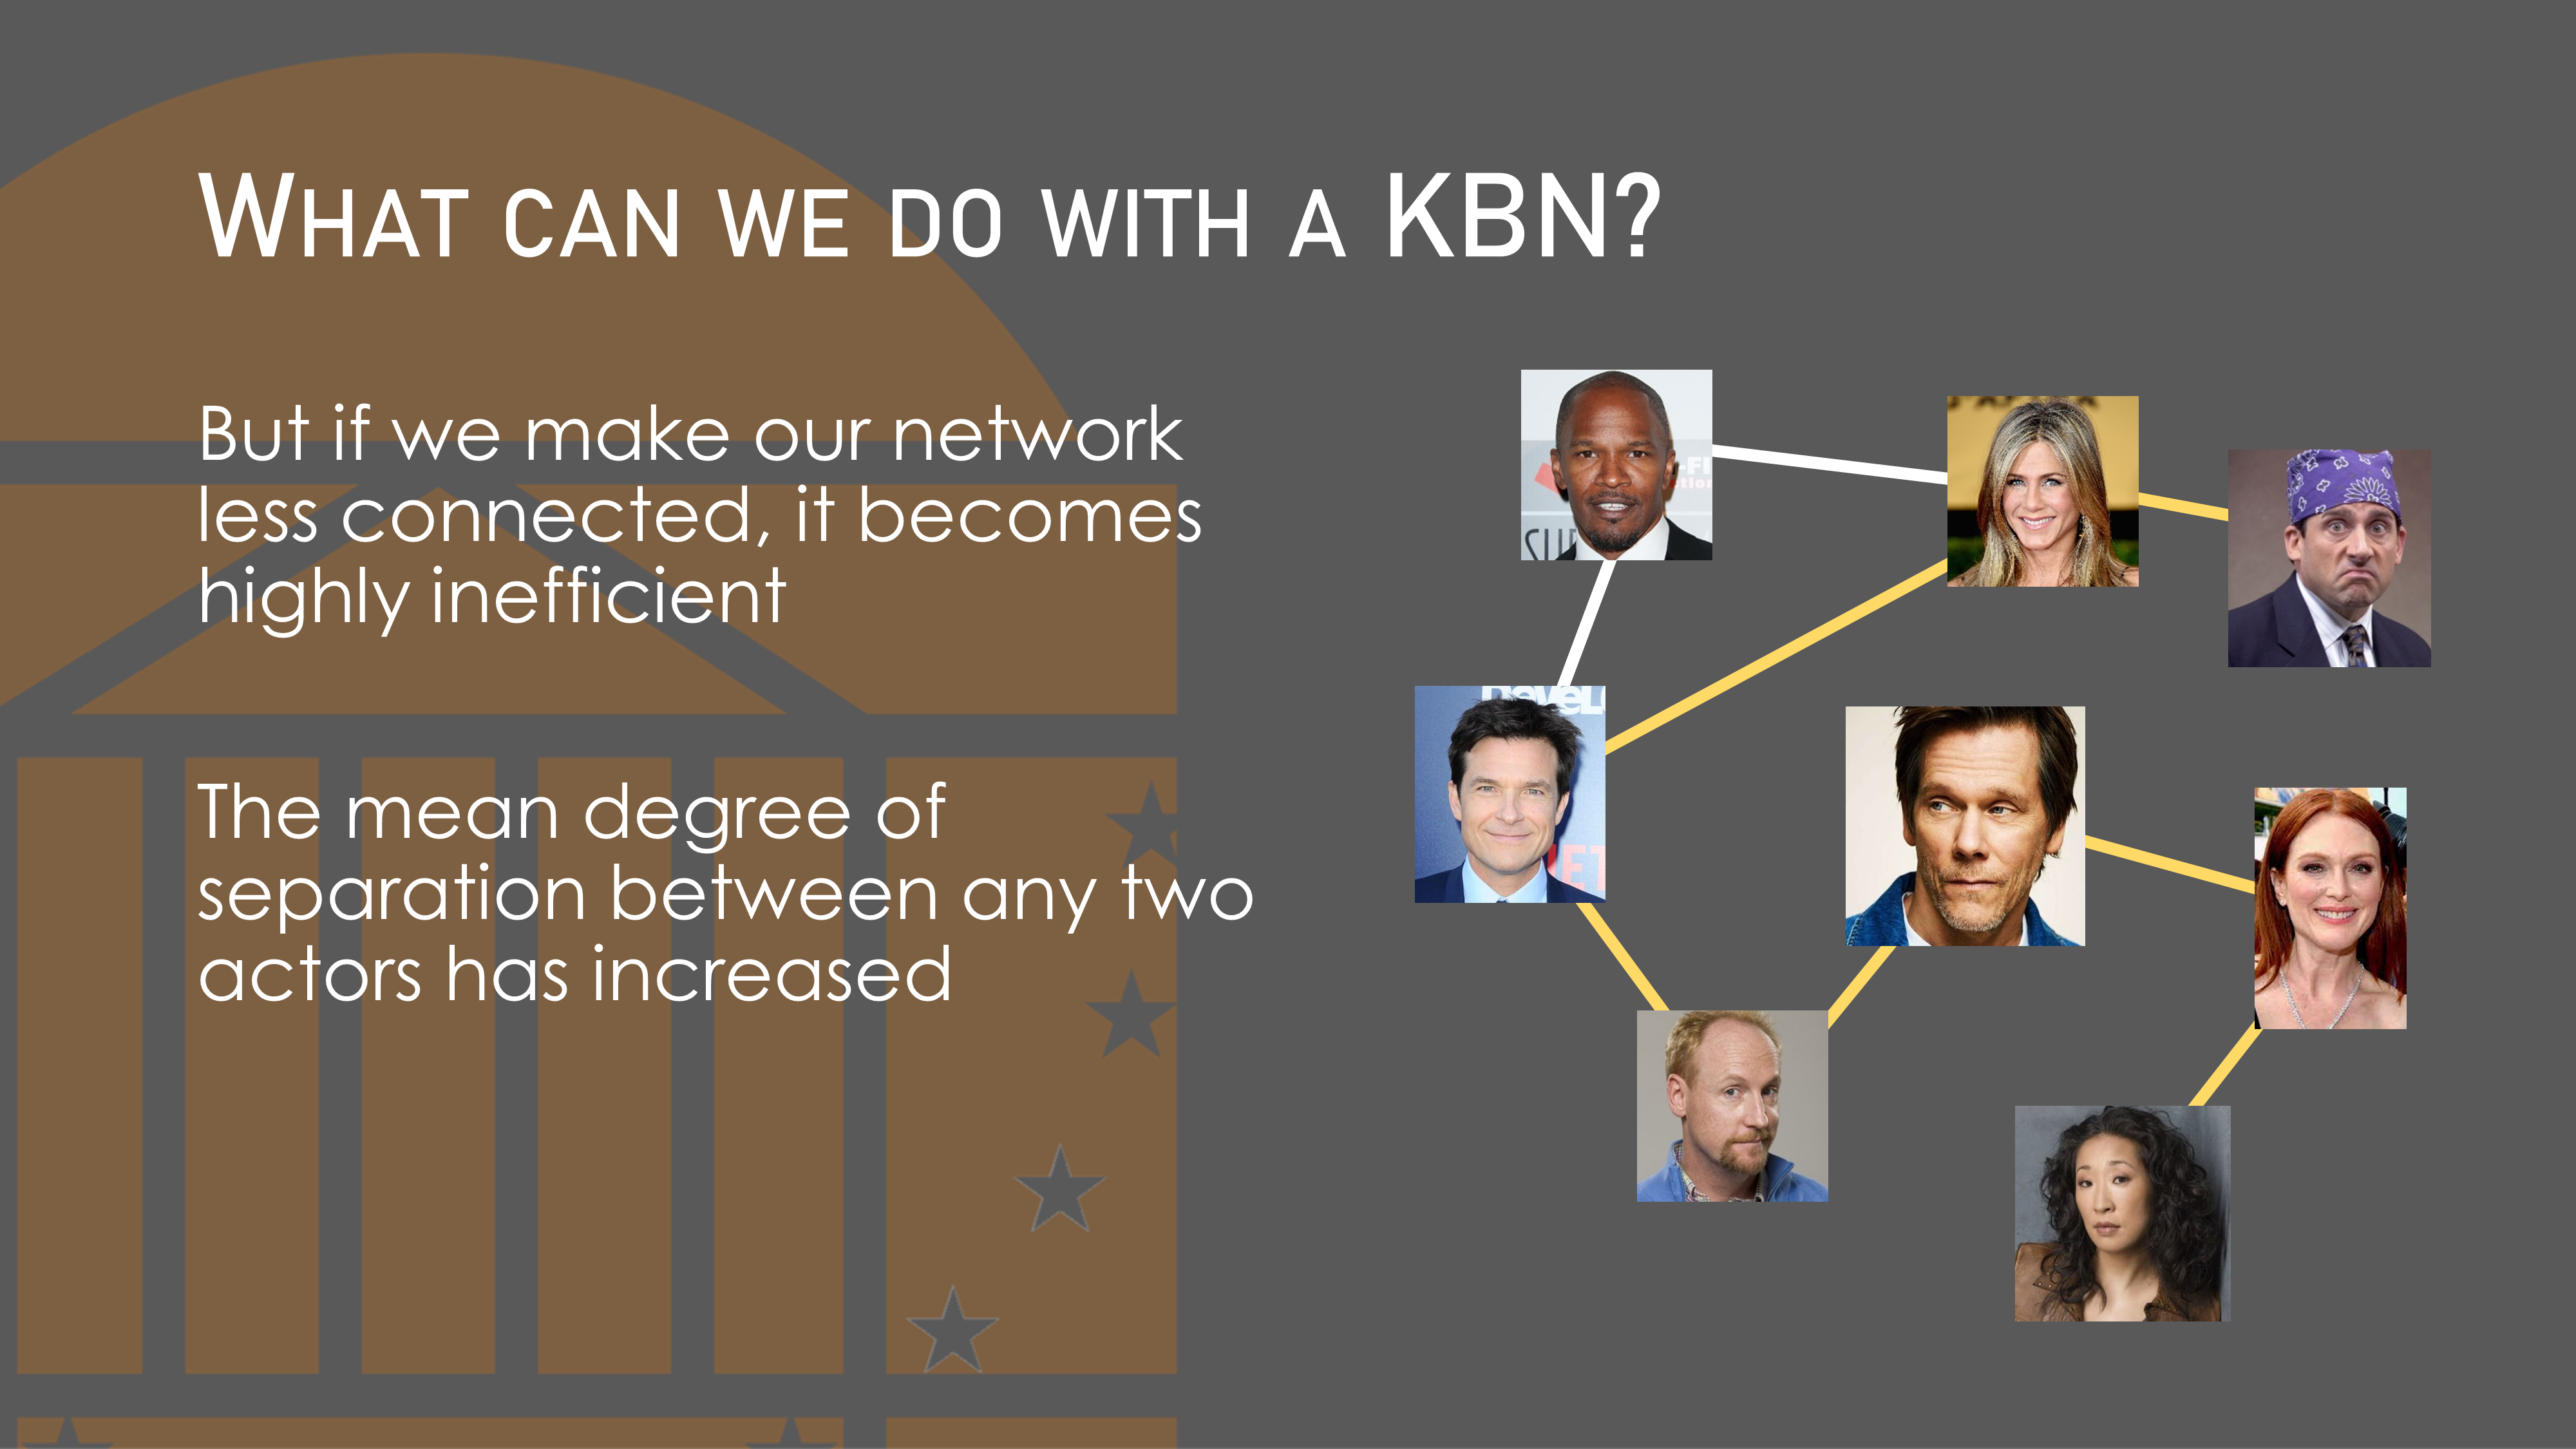 WHAT CAN WE DO WITH A KBN?
But if we make our network
less connected, it becomes
highly inefficient
The mean degree of
separation between any two
actors has increased